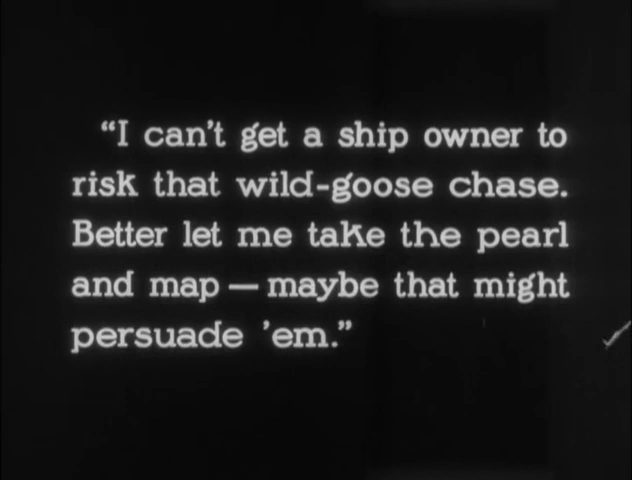 “I can't get a ship owner to
risk that wild-goose chase.
Better let me take the pearl
and map — maybe that might
persuade 'em.”